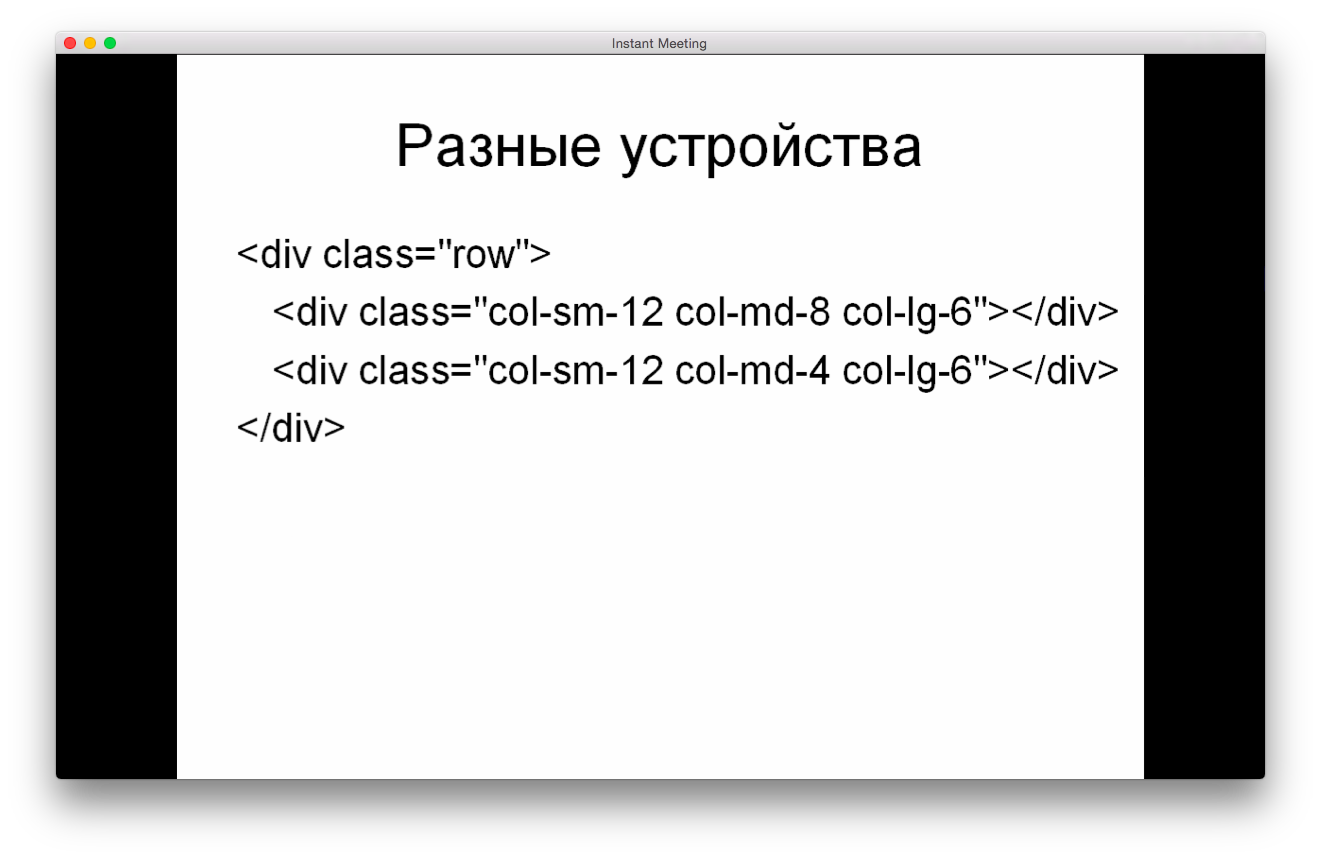 Instant Meeting
Разные устройства
<div class="row">
<div class="col-sm-12 col-md-8 col-lg-6"></div>
<div class="col-sm-12 col-md-4 col-lg-6"></div>
</div>